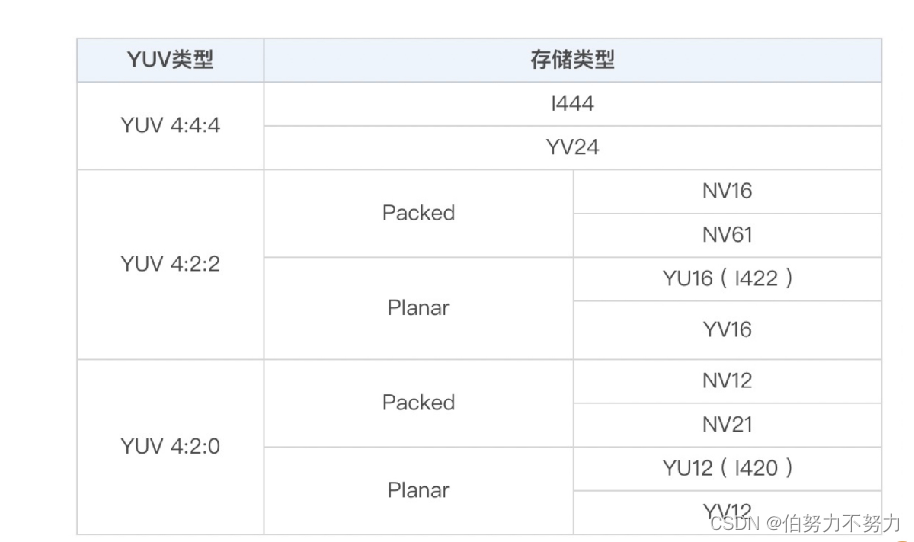 YUV类型 存储类型
YUV 4:4:4
I444
YV24
YUV 4:2:2
Packed
NV16
NV61
Planar
YU16（I422）
YV16
YUV 4:2:0
Packed
NV12
NV21
Planar
YU12（I420）
YV12
CSDN @伯努力不努力